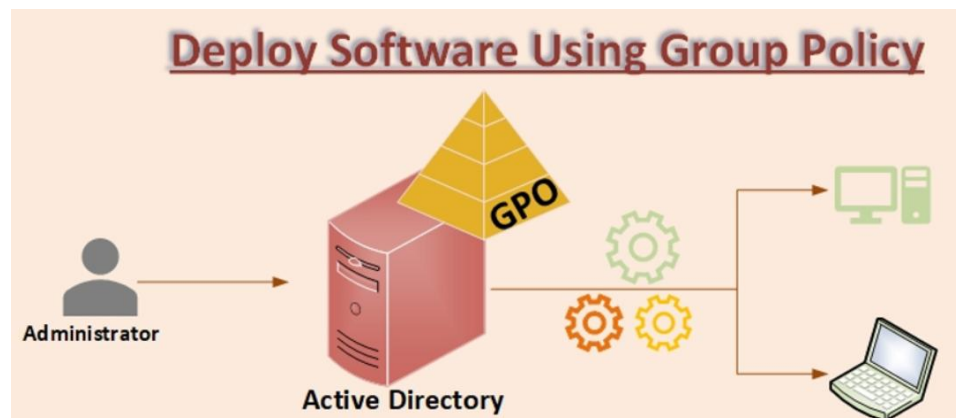 Deploy Software Using Group Policy
GPO
Administrator
Active Directory